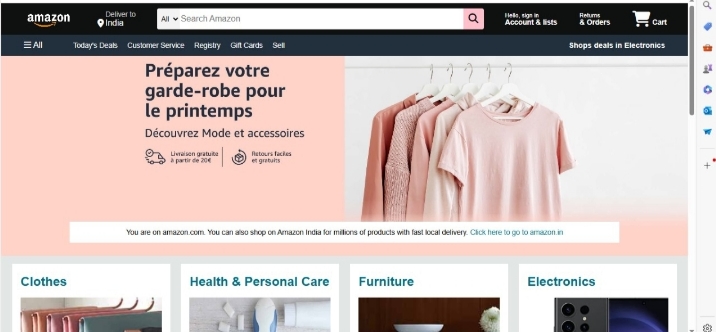 amazon
Deliver to
India
All
Search Amazon
Hello, sign in
Account & lists
Returns
& Orders
Cart
All
Today's Deals
Customer Service
Registry
Gift Cards
Sell
Shops deals in Electronics
Préparez votre
garde-robe pour
le printemps
Découvrez Mode et accessoires
Livraison gratuite
à partir de 20€
Retours faciles
et gratuits
You are on amazon.com. You can also shop on Amazon India for millions of products with fast local delivery. Click here to go to amazon.in
Clothes
Health & Personal Care
Furniture
Electronics